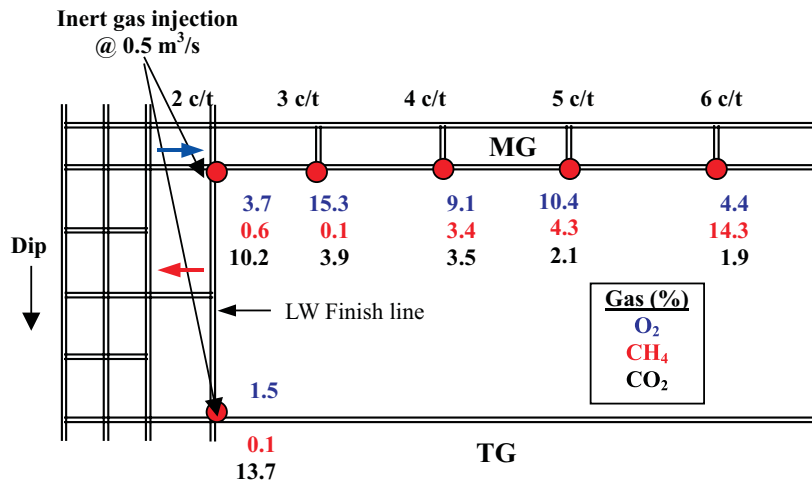 Inert gas injection
@ 0.5 m³/s
2 c/t 3 c/t 4 c/t 5 c/t 6 c/t
MG
3.7 15.3 9.1 10.4 4.4
0.6 0.1 3.4 4.3 14.3
10.2 3.9 3.5 2.1 1.9
Dip
LW Finish line
Gas (%)
O₂
CH₄
CO₂
1.5
0.1
13.7
TG